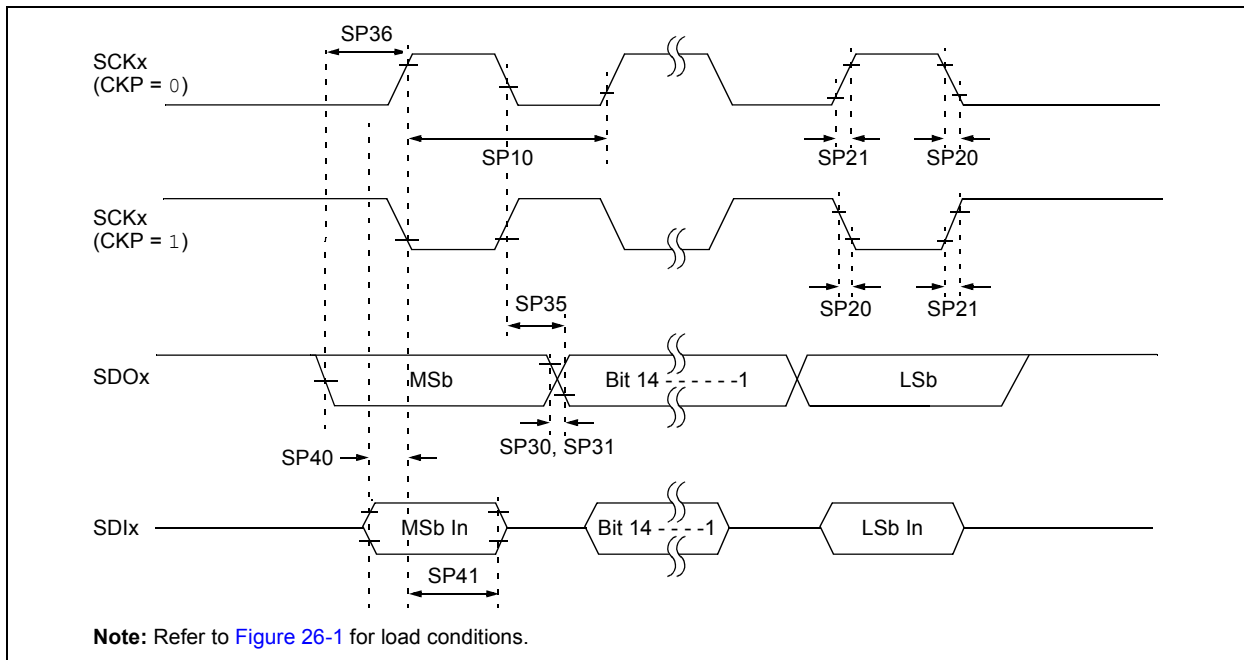 SP36
SCKx
(CKP = 0)
SP10
SP21
SP20
SCKx
(CKP = 1)
SP35
SP20
SP21
SDOx
MSb
Bit 14 - - - - - -1
LSb
SP30, SP31
SP40
SDIx
MSb In
Bit 14 - - - -1
LSb In
SP41
Note: Refer to Figure 26-1 for load conditions.